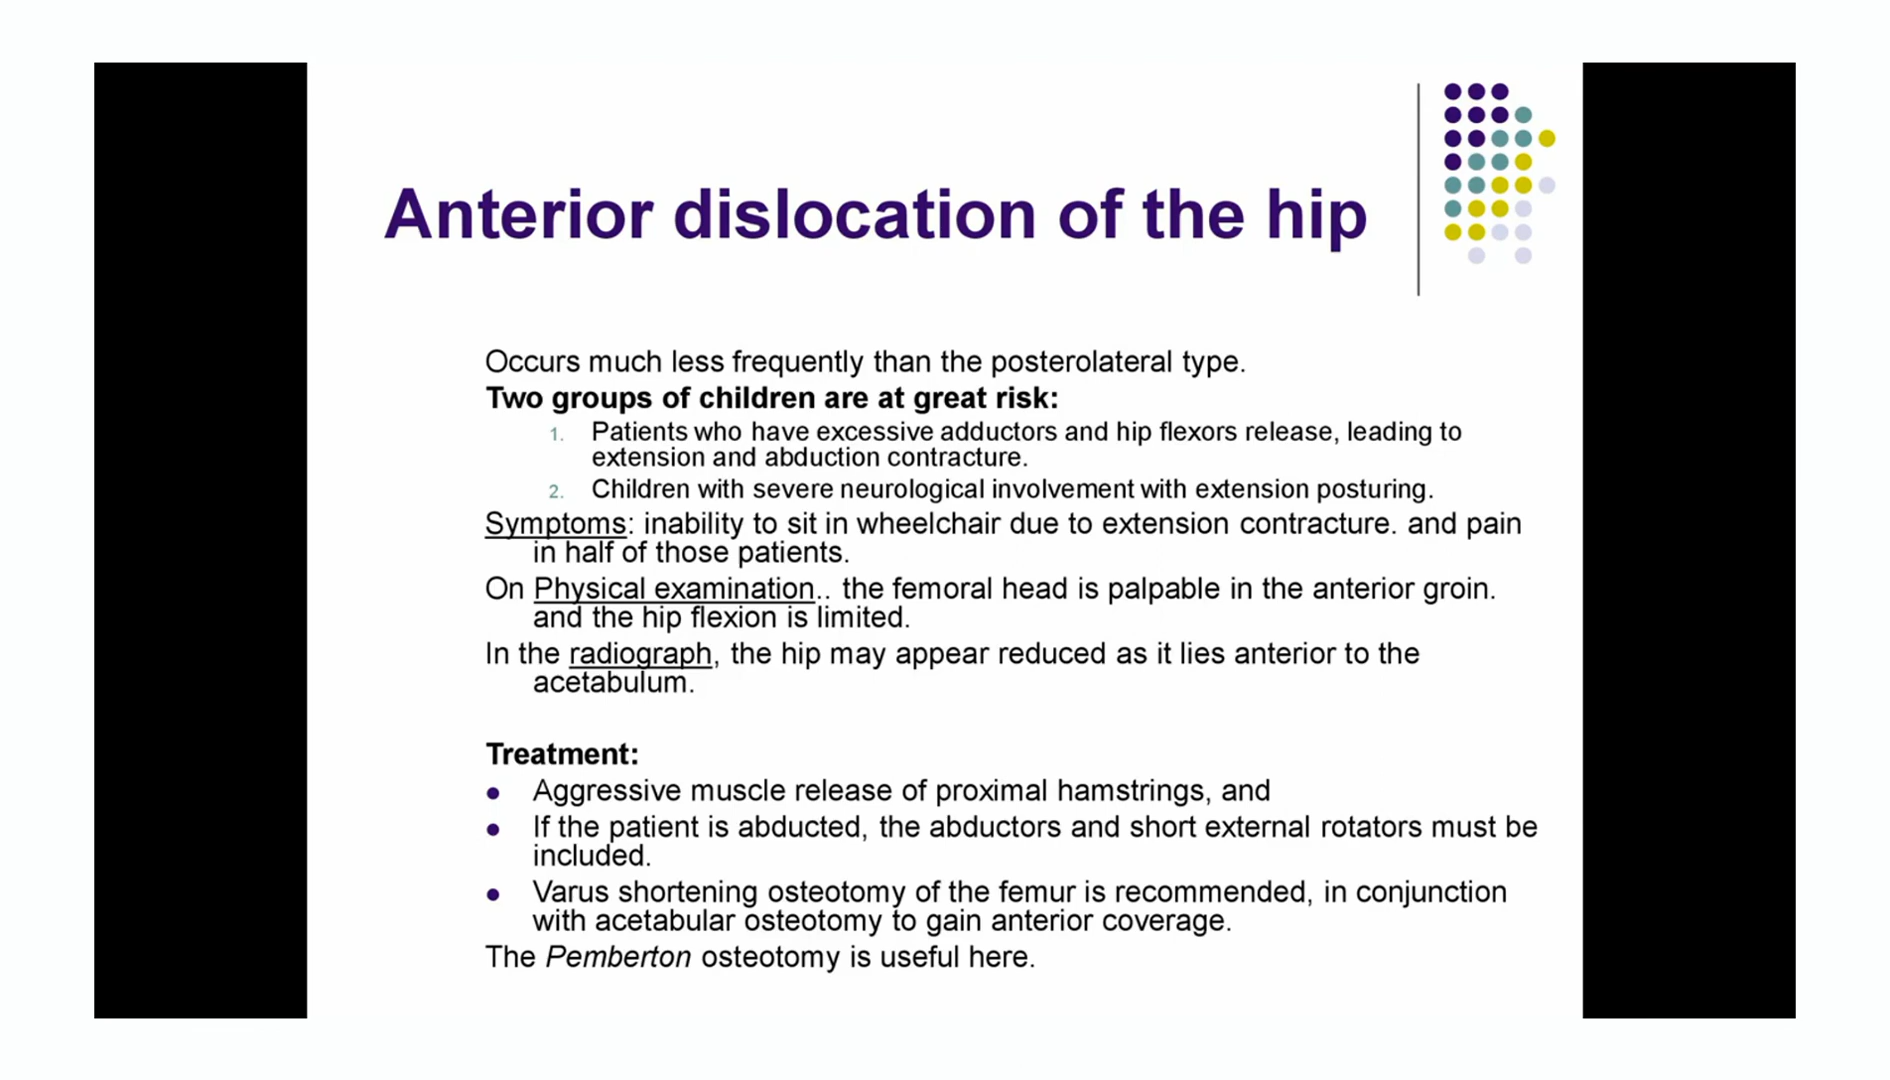 Anterior dislocation of the hip
Occurs much less frequently than the posterolateral type.
Two groups of children are at great risk:
1. Patients who have excessive adductors and hip flexors release, leading to
extension and abduction contracture.
2. Children with severe neurological involvement with extension posturing.
Symptoms: inability to sit in wheelchair due to extension contracture. and pain
in half of those patients.
On Physical examination.. the femoral head is palpable in the anterior groin.
and the hip flexion is limited.
In the radiograph, the hip may appear reduced as it lies anterior to the
acetabulum.
Treatment:
● Aggressive muscle release of proximal hamstrings, and
● If the patient is abducted, the abductors and short external rotators must be
included.
● Varus shortening osteotomy of the femur is recommended, in conjunction
with acetabular osteotomy to gain anterior coverage.
The Pemberton osteotomy is useful here.